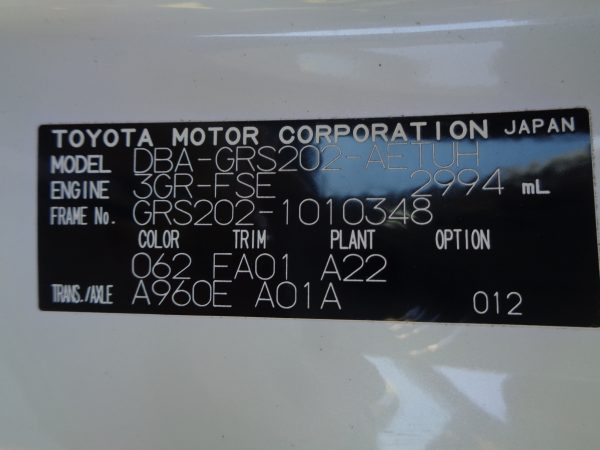 TOYOTA MOTOR CORPORATION JAPAN
MODEL DBA-GRS202-AETUH
ENGINE 3GR-FSE 2994 mL
FRAME No. GRS202-1010348
COLOR TRIM PLANT OPTION
062 FA01 A22
TRANS./AXLE A960E A01A 012